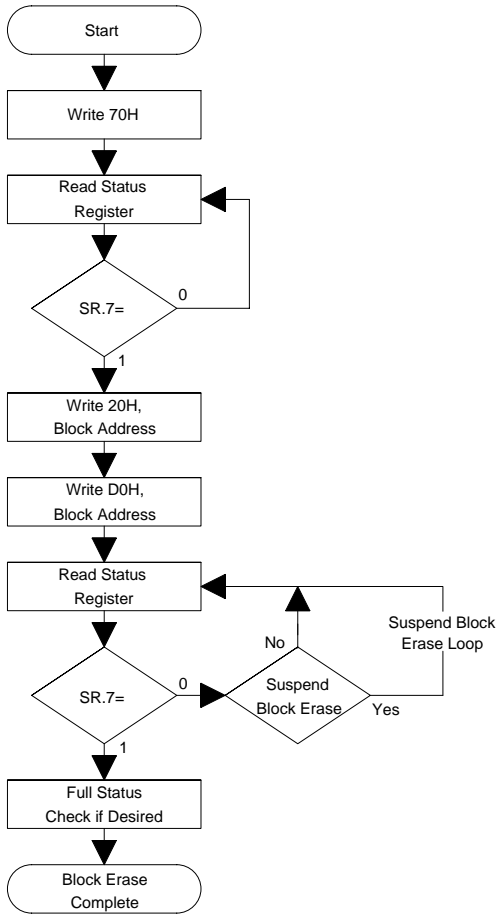 Start
Write 70H
Read Status
Register
SR.7=
0
1
Write 20H,
Block Address
Write D0H,
Block Address
Read Status
Register
Suspend Block
Erase Loop
No
SR.7=
0
Suspend
Block Erase
Yes
1
Full Status
Check if Desired
Block Erase
Complete